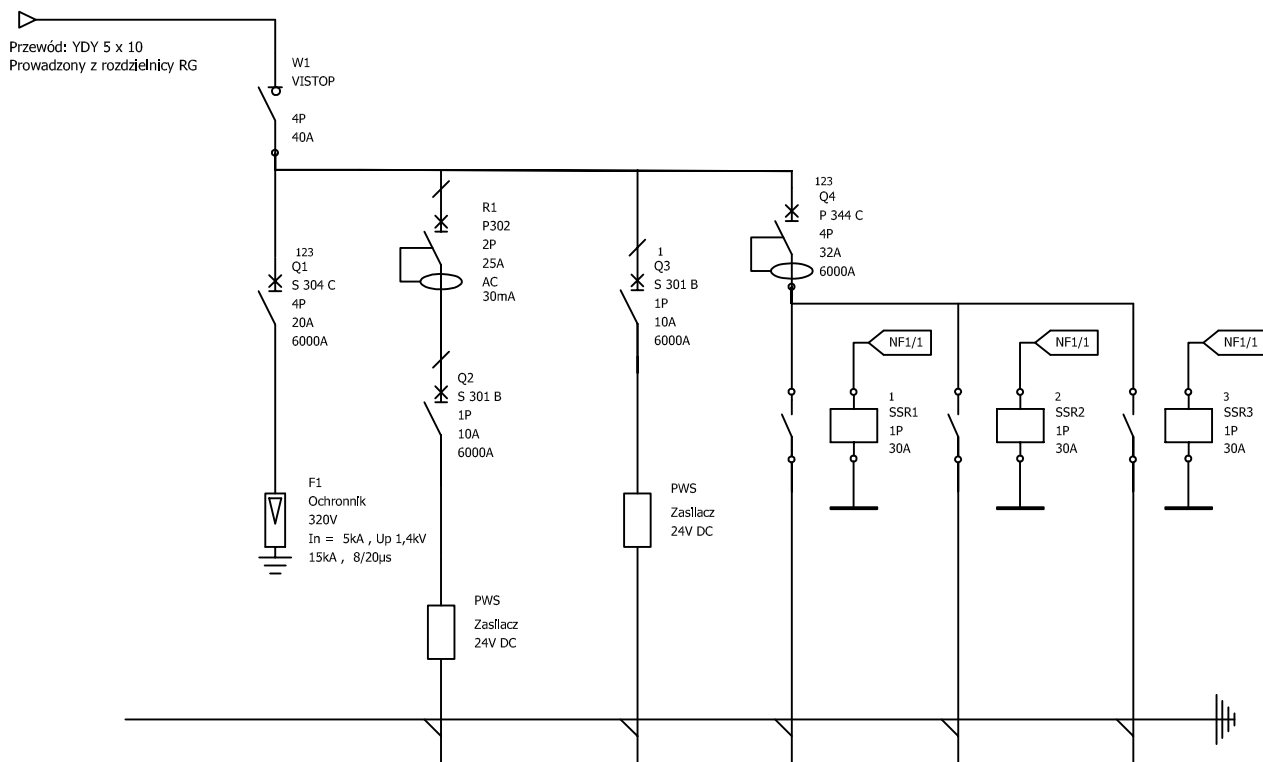 Przewód: YDY 5 x 10
Prowadzony z rozdzielnicy RG
W1
VISTOP
4P
40A
123
Q1
S 304 C
4P
20A
6000A
F1
Ochronnik
320V
In = 5kA , Up 1,4kV
15kA , 8/20µs
R1
P302
2P
25A
AC
30mA
Q2
S 301 B
1P
10A
6000A
PWS
Zasilacz
24V DC
1
Q3
S 301 B
1P
10A
6000A
PWS
Zasilacz
24V DC
123
Q4
P 344 C
4P
32A
6000A
NF1/1
1
SSR1
1P
30A
NF1/1
2
SSR2
1P
30A
NF1/1
3
SSR3
1P
30A